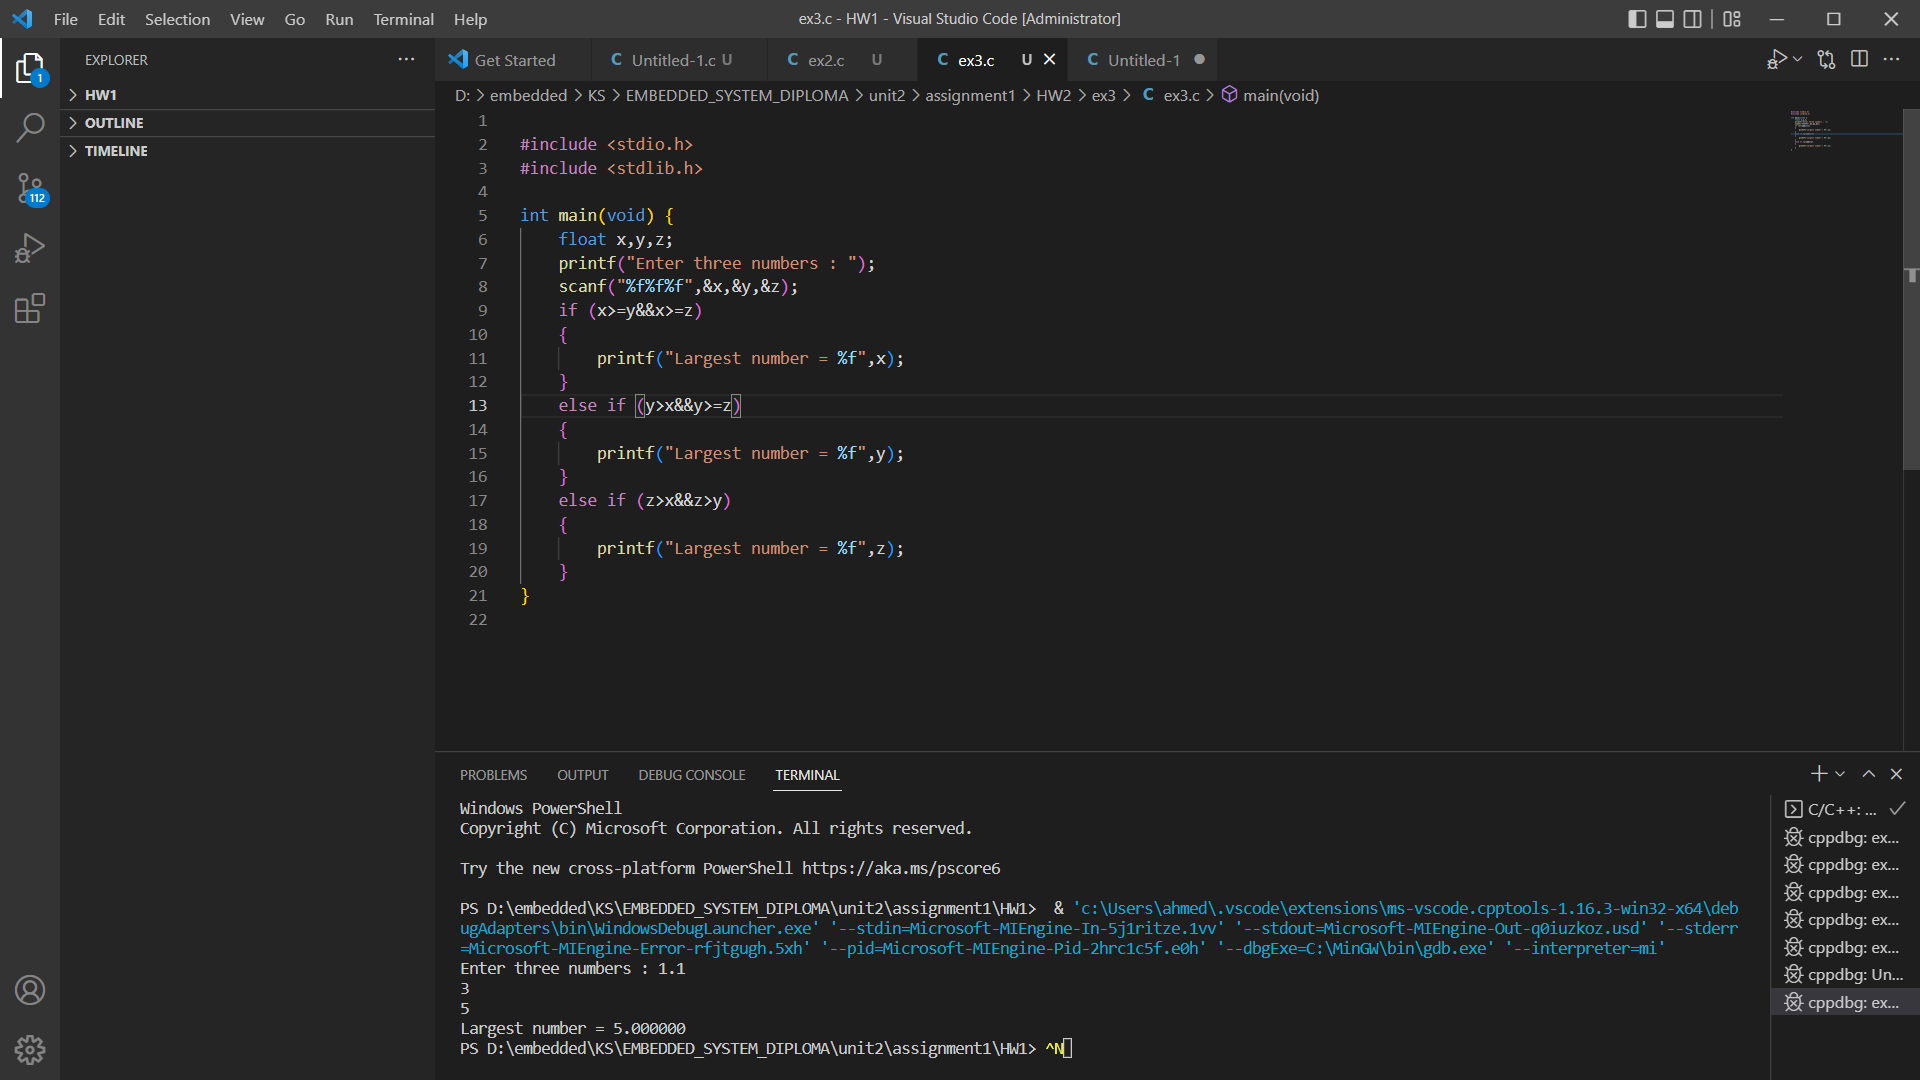 File Edit Selection View Go Run Terminal Help
ex3.c - HW1 - Visual Studio Code [Administrator]
EXPLORER
HW1
OUTLINE
TIMELINE
1
112
Get Started
C Untitled-1.c U
C ex2.c U
C ex3.c U
C Untitled-1
D: > embedded > KS > EMBEDDED_SYSTEM_DIPLOMA > unit2 > assignment1 > HW2 > ex3 > C ex3.c > main(void)
1
2 #include <stdio.h>
3 #include <stdlib.h>
4
5 int main(void) {
6     float x,y,z;
7     printf("Enter three numbers : ");
8     scanf("%f%f%f",&x,&y,&z);
9     if (x>=y&&x>=z)
10     {
11         printf("Largest number = %f",x);
12     }
13     else if (y>x&&y>=z)
14     {
15         printf("Largest number = %f",y);
16     }
17     else if (z>x&&z>y)
18     {
19         printf("Largest number = %f",z);
20     }
21 }
22
PROBLEMS OUTPUT DEBUG CONSOLE TERMINAL
Windows PowerShell
Copyright (C) Microsoft Corporation. All rights reserved.
Try the new cross-platform PowerShell https://aka.ms/pscore6
PS D:\embedded\KS\EMBEDDED_SYSTEM_DIPLOMA\unit2\assignment1\HW1>  & 'c:\Users\ahmed\.vscode\extensions\ms-vscode.cpptools-1.16.3-win32-x64\deb
ugAdapters\bin\WindowsDebugLauncher.exe' '--stdin=Microsoft-MIEngine-In-5j1ritze.1vv' '--stdout=Microsoft-MIEngine-Out-q0iuzkoz.usd' '--stderr
=Microsoft-MIEngine-Error-rfjtgugh.5xh' '--pid=Microsoft-MIEngine-Pid-2hrc1c5f.e0h' '--dbgExe=C:\MinGW\bin\gdb.exe' '--interpreter=mi'
Enter three numbers : 1.1
3
5
Largest number = 5.000000
PS D:\embedded\KS\EMBEDDED_SYSTEM_DIPLOMA\unit2\assignment1\HW1> ^N
C/C++: ...
cppdbg: ex...
cppdbg: ex...
cppdbg: ex...
cppdbg: ex...
cppdbg: ex...
cppdbg: Un...
cppdbg: ex...